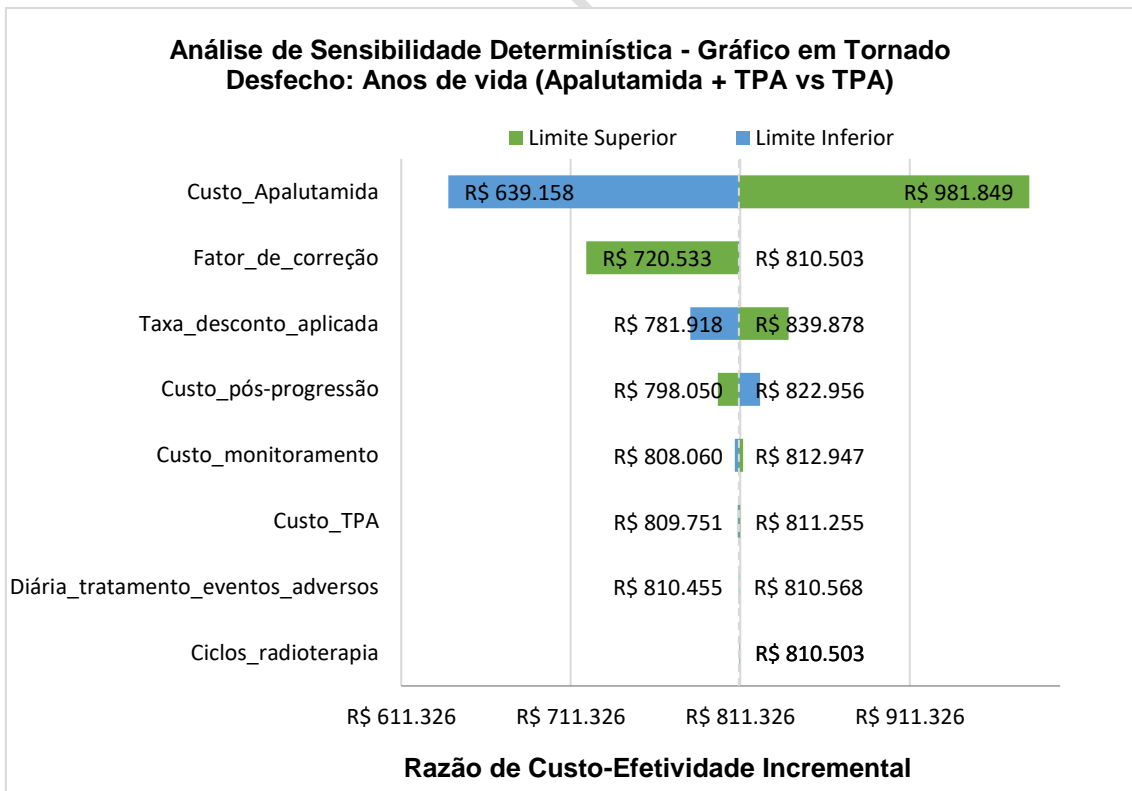 Análise de Sensibilidade Determinística - Gráfico em Tornado
Desfecho: Anos de vida (Apalutamida + TPA vs TPA)
Limite Superior Limite Inferior
Custo_Apalutamida R$ 639.158 R$ 981.849
Fator_de_correção R$ 720.533 R$ 810.503
Taxa_desconto_aplicada R$ 781.918 R$ 839.878
Custo_pós-progressão R$ 798.050 R$ 822.956
Custo_monitoramento R$ 808.060 R$ 812.947
Custo_TPA R$ 809.751 R$ 811.255
Diária_tratamento_eventos_adversos R$ 810.455 R$ 810.568
Ciclos_radioterapia R$ 810.503
R$ 611.326 R$ 711.326 R$ 811.326 R$ 911.326
Razão de Custo-Efetividade Incremental